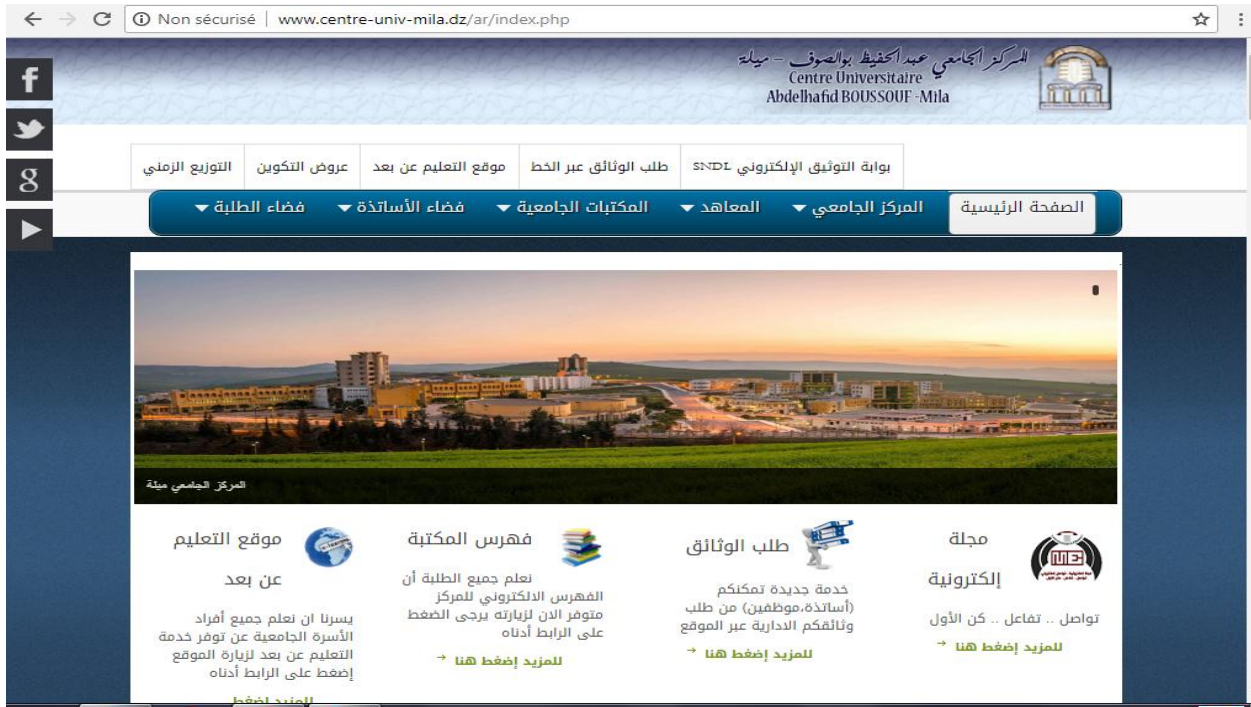 Non sécurisé | www.centre-univ-mila.dz/ar/index.php
المركز الجامعي عبد الحفيظ بوالصوف - ميلة
Centre Universitaire
Abdelhafid BOUSSOUF -Mila
بوابة التوثيق الإلكتروني SNDL
طلب الوثائق عبر الخط
موقع التعليم عن بعد
عروض التكوين
التوزيع الزمني
الصفحة الرئيسية
المركز الجامعي
المعاهد
المكتبات الجامعية
فضاء الأساتذة
فضاء الطلبة
المركز الجامعي ميلة
مجلة
إلكترونية
تواصل .. تفاعل .. كن الأول
للمزيد إضغط هنا
طلب الوثائق
خدمة جديدة تمكنكم
(أساتذة،موظفين) من طلب
وثائقكم الادارية عبر الموقع
للمزيد إضغط هنا
فهرس المكتبة
نعلم جميع الطلبة أن
الفهرس الالكتروني للمركز
متوفر الان لزيارته يرجى الضغط
على الرابط أدناه
للمزيد إضغط هنا
موقع التعليم
عن بعد
يسرنا ان نعلم جميع أفراد
الأسرة الجامعية عن توفر خدمة
التعليم عن بعد لزيارة الموقع
إضغط على الرابط أدناه
للمزيد إضغط